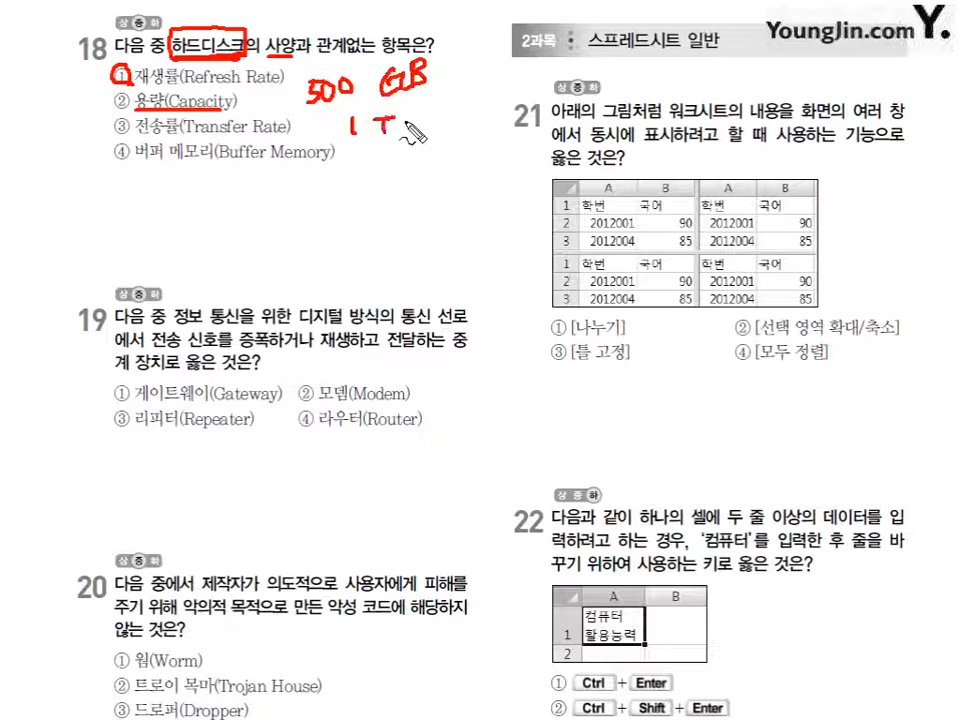 상 중 하
18 다음 중 하드디스크의 사양과 관계없는 항목은?
① 재생률(Refresh Rate)
② 용량(Capacity)
③ 전송률(Transfer Rate)
④ 버퍼 메모리(Buffer Memory)
500 GB
1 T
상 중 하
19 다음 중 정보 통신을 위한 디지털 방식의 통신 선로
에서 전송 신호를 증폭하거나 재생하고 전달하는 중
계 장치로 옳은 것은?
① 게이트웨이(Gateway) ② 모뎀(Modem)
③ 리피터(Repeater) ④ 라우터(Router)
상 중 하
20 다음 중에서 제작자가 의도적으로 사용자에게 피해를
주기 위해 악의적 목적으로 만든 악성 코드에 해당하지
않는 것은?
① 웜(Worm)
② 트로이 목마(Trojan House)
③ 드로퍼(Dropper)
2과목 스프레드시트 일반
YoungJin.com Y.
상 중 하
21 아래의 그림처럼 워크시트의 내용을 화면의 여러 창
에서 동시에 표시하려고 할 때 사용하는 기능으로
옳은 것은?
A B A B
1 학번 국어 학번 국어
2 2012001 90 2012001 90
3 2012004 85 2012004 85
1 학번 국어 학번 국어
2 2012001 90 2012001 90
3 2012004 85 2012004 85
① [나누기] ② [선택 영역 확대/축소]
③ [틀 고정] ④ [모두 정렬]
상 중 하
22 다음과 같이 하나의 셀에 두 줄 이상의 데이터를 입
력하려고 하는 경우, ‘컴퓨터’를 입력한 후 줄을 바
꾸기 위하여 사용하는 키로 옳은 것은?
A B
컴퓨터
1 활용능력
2
① Ctrl + Enter
② Ctrl + Shift + Enter